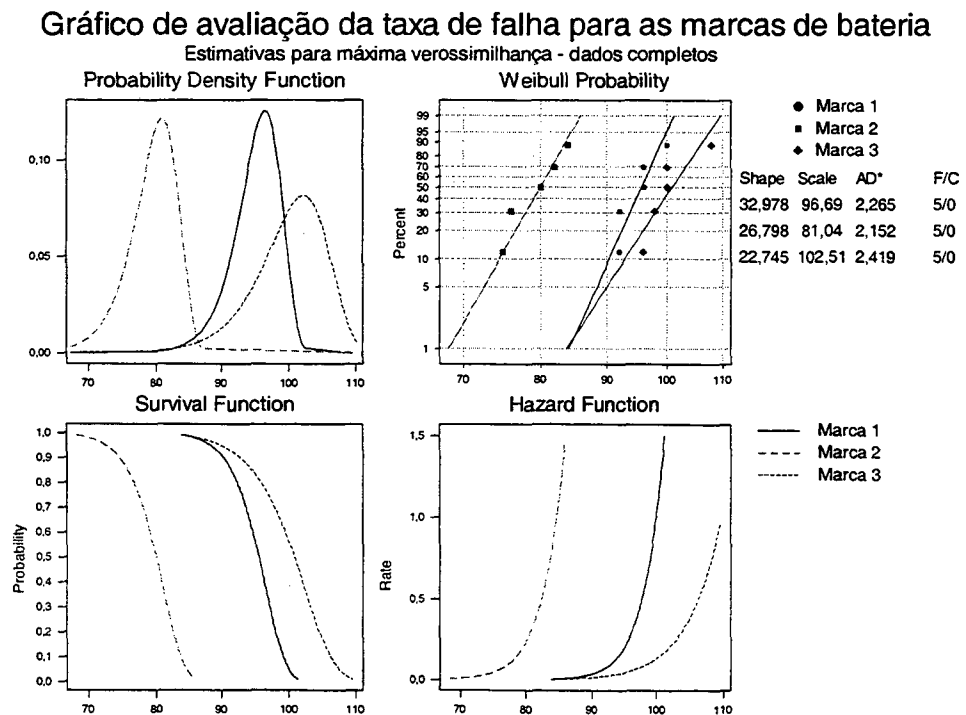 Gráfico de avaliação da taxa de falha para as marcas de bateria
Estimativas para máxima verossimilhança - dados completos
Probability Density Function
0,10
0,05
0,00
70 80 90 100 110
Weibull Probability
Percent
99
95
90
80
70
60
50
40
30
20
10
5
1
70 80 90 100 110
Marca 1
Marca 2
Marca 3
Shape Scale AD* F/C
32,978 96,69 2,265 5/0
26,798 81,04 2,152 5/0
22,745 102,51 2,419 5/0
Survival Function
Probability
1,0
0,9
0,8
0,7
0,6
0,5
0,4
0,3
0,2
0,1
0,0
70 80 90 100 110
Hazard Function
Rate
1,5
1,0
0,5
0,0
70 80 90 100 110
Marca 1
Marca 2
Marca 3